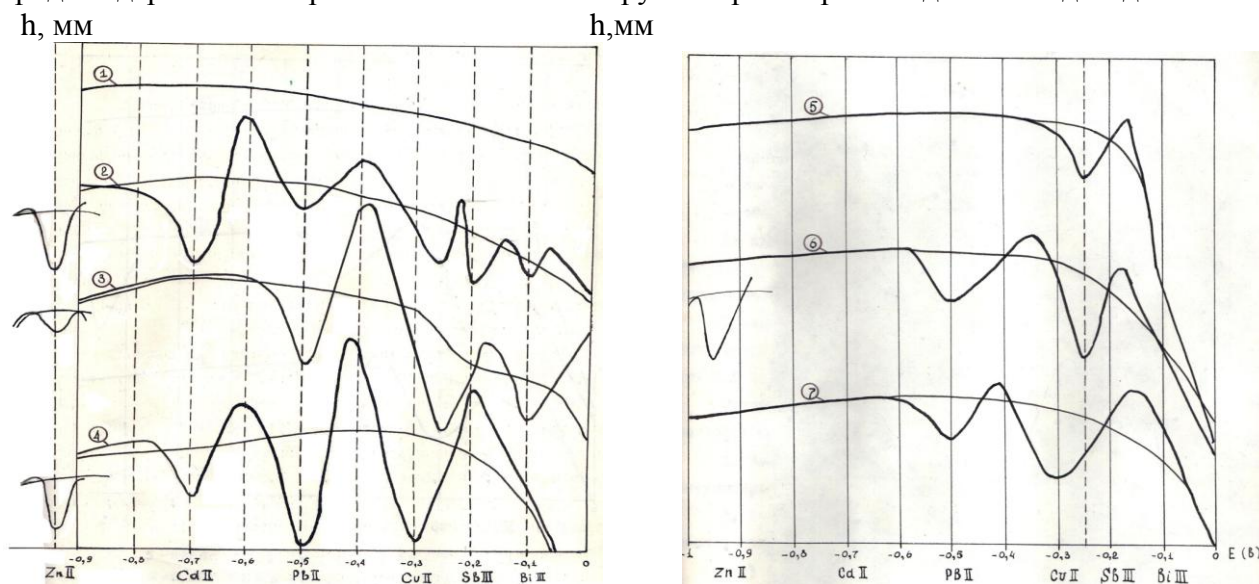 h, мм
h,мм
1
2
3
4
-0,9 -0,8 -0,7 -0,6 -0,5 -0,4 -0,3 -0,2 -0,1 0
Zn II Cd II Pb II Cu II Sb III Bi III
5
6
7
-1 -0,9 -0,8 -0,7 -0,6 -0,5 -0,4 -0,3 -0,2 -0,1 0 E (В)
Zn II Cd II Pb II Cu II Sb III Bi III